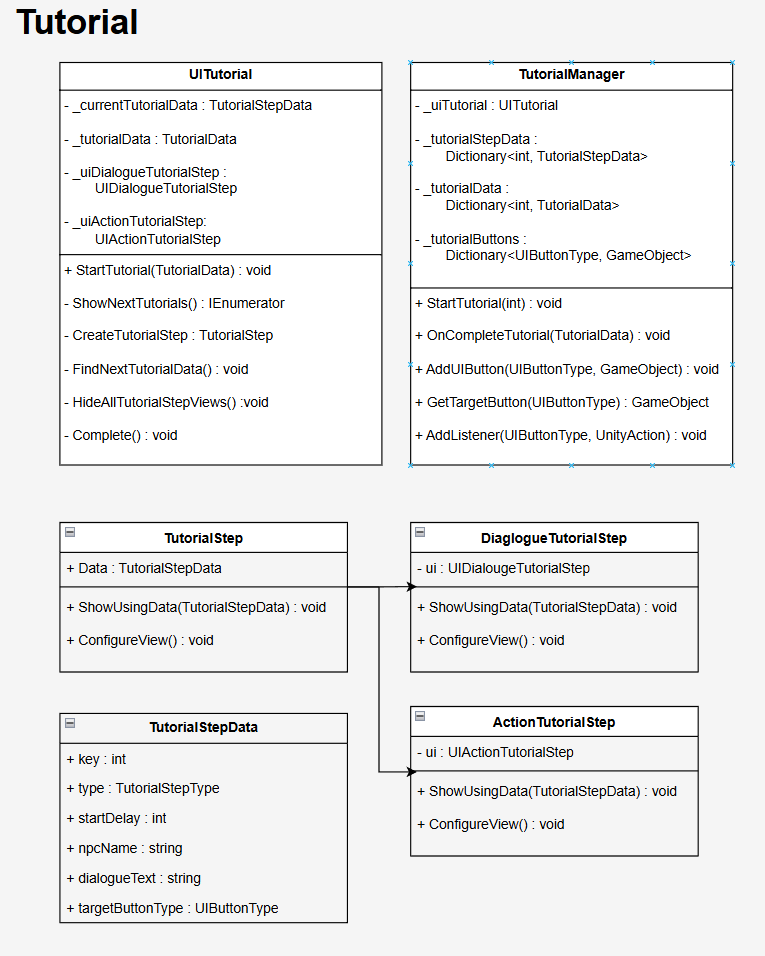 Tutorial
UITutorial
- _currentTutorialData : TutorialStepData
- _tutorialData : TutorialData
- _uiDialogueTutorialStep :
UIDialogueTutorialStep
- _uiActionTutorialStep:
UIActionTutorialStep
+ StartTutorial(TutorialData) : void
- ShowNextTutorials() : IEnumerator
- CreateTutorialStep : TutorialStep
- FindNextTutorialData() : void
- HideAllTutorialStepViews() :void
- Complete() : void
TutorialManager
- _uiTutorial : UITutorial
- _tutorialStepData :
Dictionary<int, TutorialStepData>
- _tutorialData :
Dictionary<int, TutorialData>
- _tutorialButtons :
Dictionary<UIButtonType, GameObject>
+ StartTutorial(int) : void
+ OnCompleteTutorial(TutorialData) : void
+ AddUIButton(UIButtonType, GameObject) : void
+ GetTargetButton(UIButtonType) : GameObject
+ AddListener(UIButtonType, UnityAction) : void
TutorialStep
+ Data : TutorialStepData
+ ShowUsingData(TutorialStepData) : void
+ ConfigureView() : void
DiaglogueTutorialStep
- ui : UIDialougeTutorialStep
+ ShowUsingData(TutorialStepData) : void
+ ConfigureView() : void
TutorialStepData
+ key : int
+ type : TutorialStepType
+ startDelay : int
+ npcName : string
+ dialogueText : string
+ targetButtonType : UIButtonType
ActionTutorialStep
- ui : UIActionTutorialStep
+ ShowUsingData(TutorialStepData) : void
+ ConfigureView() : void